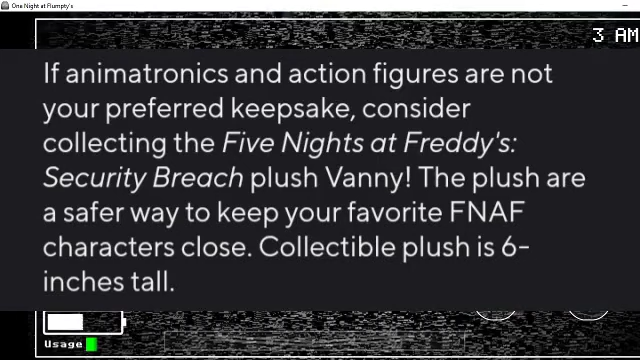 One Night at Flumpty's
3 AM
If animatronics and action figures are not
your preferred keepsake, consider
collecting the Five Nights at Freddy's:
Security Breach plush Vanny! The plush are
a safer way to keep your favorite FNAF
characters close. Collectible plush is 6-
inches tall.
Usage